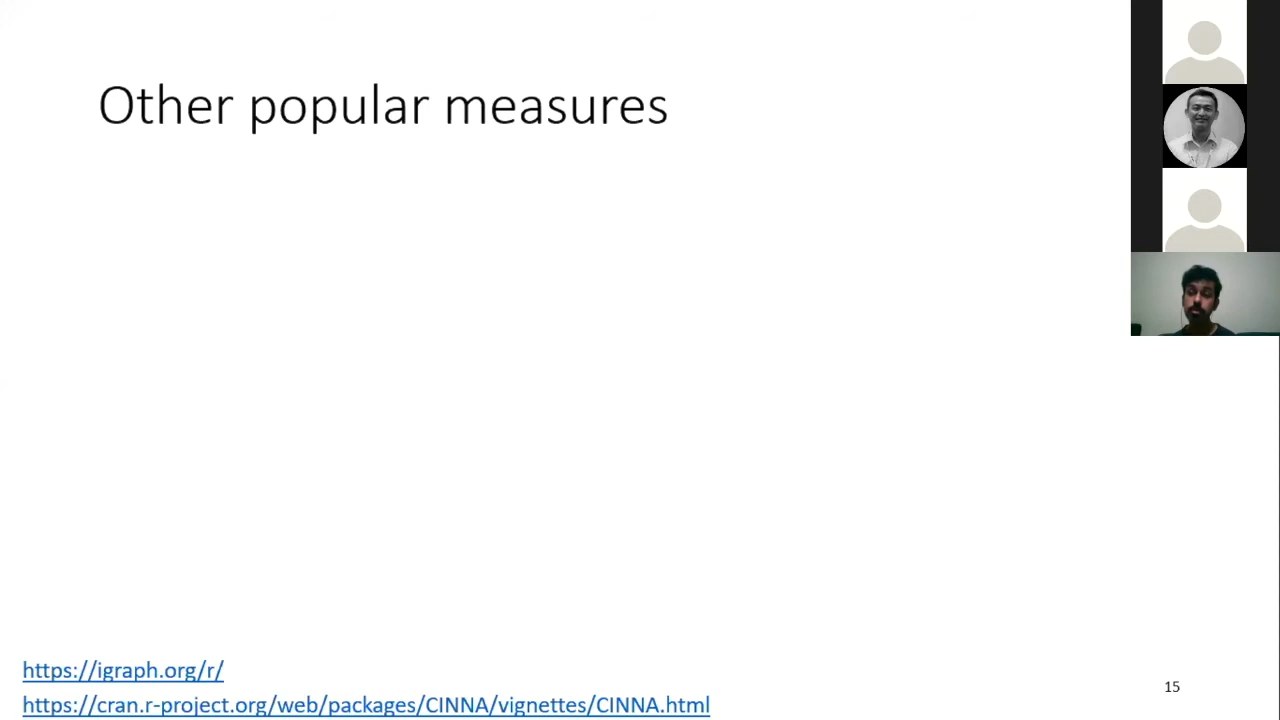 Other popular measures
https://igraph.org/r/
https://cran.r-project.org/web/packages/CINNA/vignettes/CINNA.html
15